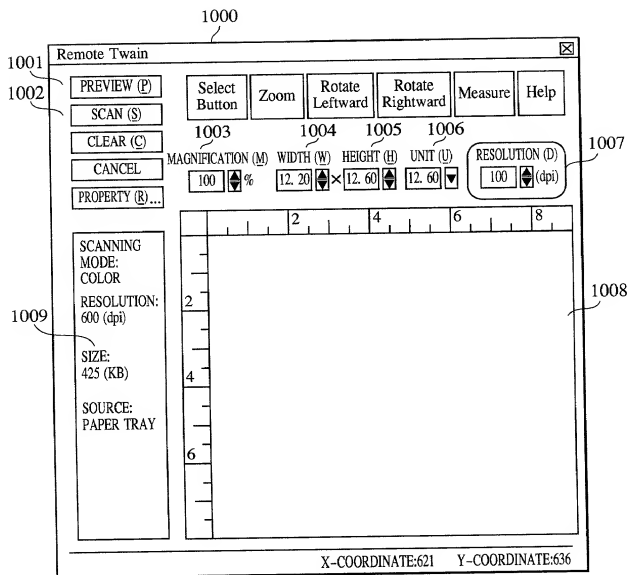 1000
Remote Twain
1001
PREVIEW (P)
1002
SCAN (S)
CLEAR (C)
CANCEL
PROPERTY (R)...
Select Button
Zoom
Rotate Leftward
Rotate Rightward
Measure
Help
1003
1004
1005
1006
1007
MAGNIFICATION (M)
100 %
WIDTH (W)
12. 20 ×
HEIGHT (H)
12. 60
UNIT (U)
12. 60
RESOLUTION (D)
100 (dpi)
2 4 6 8
2
4
6
1008
SCANNING
MODE:
COLOR
RESOLUTION:
600 (dpi)
1009
SIZE:
425 (KB)
SOURCE:
PAPER TRAY
X-COORDINATE:621 Y-COORDINATE:636